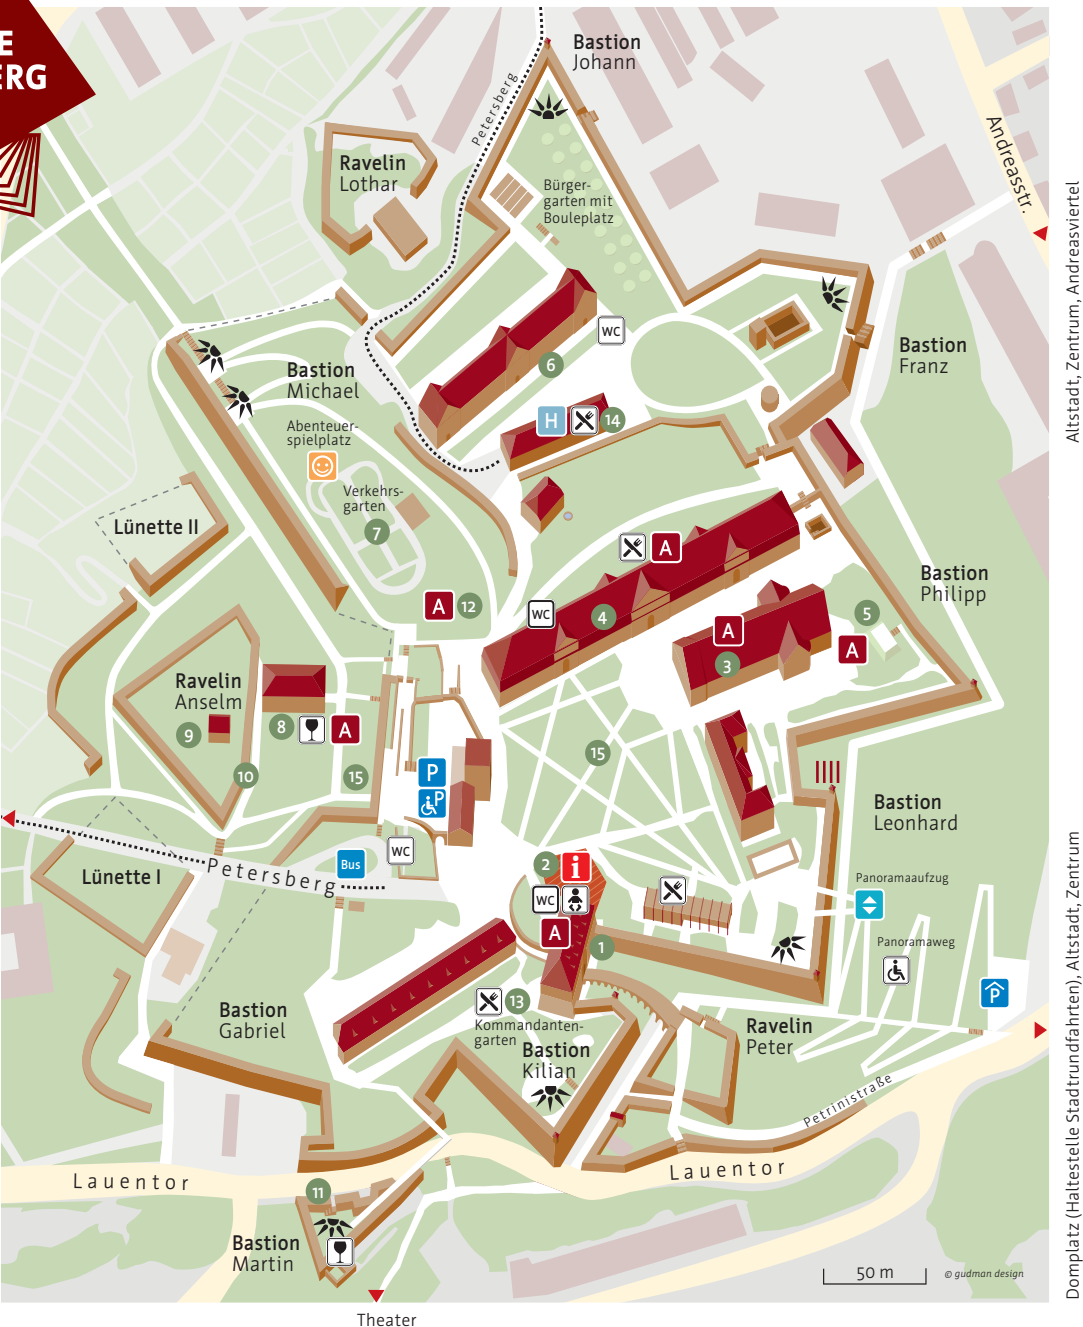 E
ERG
Bastion
Johann
Petersberg
Andreasstr.
Altstadt, Zentrum, Andreasviertel
Ravelin
Lothar
Bürger-
garten mit
Bouleplatz
WC
6
Bastion
Franz
Bastion
Michael
H
14
Abenteuer-
spielplatz
Verkehrs-
garten
7
Lünette II
A
WC
4
A
12
Bastion
Philipp
5
A
3
A
Ravelin
Anselm
9
8
A
10
15
15
P
P
Bastion
Leonhard
Lünette I
Petersberg
Bus
WC
2
i
WC
A
1
Panoramaaufzug
Panoramaweg
P
Bastion
Gabriel
13
Kommandanten-
garten
Bastion
Kilian
Ravelin
Peter
Petrinistraße
Lauentor
Lauentor
11
Bastion
Martin
50 m
© gudman design
Theater
Domplatz (Haltestelle Stadtrundfahrten), Altstadt, Zentrum